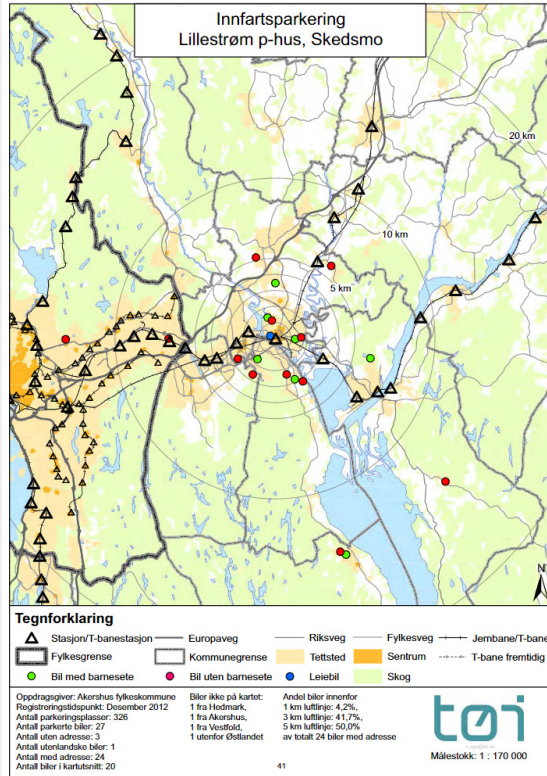 Innfartsparkering
Lillestrøm p-hus, Skedsmo
20 km
10 km
5 km
N
Tegnforklaring
Stasjon/T-banestasjon Europaveg Riksveg Fylkesveg Jernbane/T-bane
Fylkesgrense Kommunegrense Tettsted Sentrum T-bane fremtidig
Bil med barnesete Bil uten barnesete Leiebil Skog
Oppdragsgiver: Akershus fylkeskommune
Registreringstidspunkt: Desember 2012
Antall parkeringsplasser: 326
Antall parkerte biler: 27
Antall uten adresse: 3
Antall utenlandske biler: 1
Antall med adresse: 24
Antall biler i kartutsnitt: 20
Biler ikke på kartet:
1 fra Hedmark,
1 fra Akershus,
1 fra Vestfold,
1 utenfor Østlandet
Andel biler innenfor
1 km luftlinje: 4,2%,
3 km luftlinje: 41,7%,
5 km luftlinje: 50,0%
av totalt 24 biler med adresse
tøi
Målestokk: 1 : 170 000
41